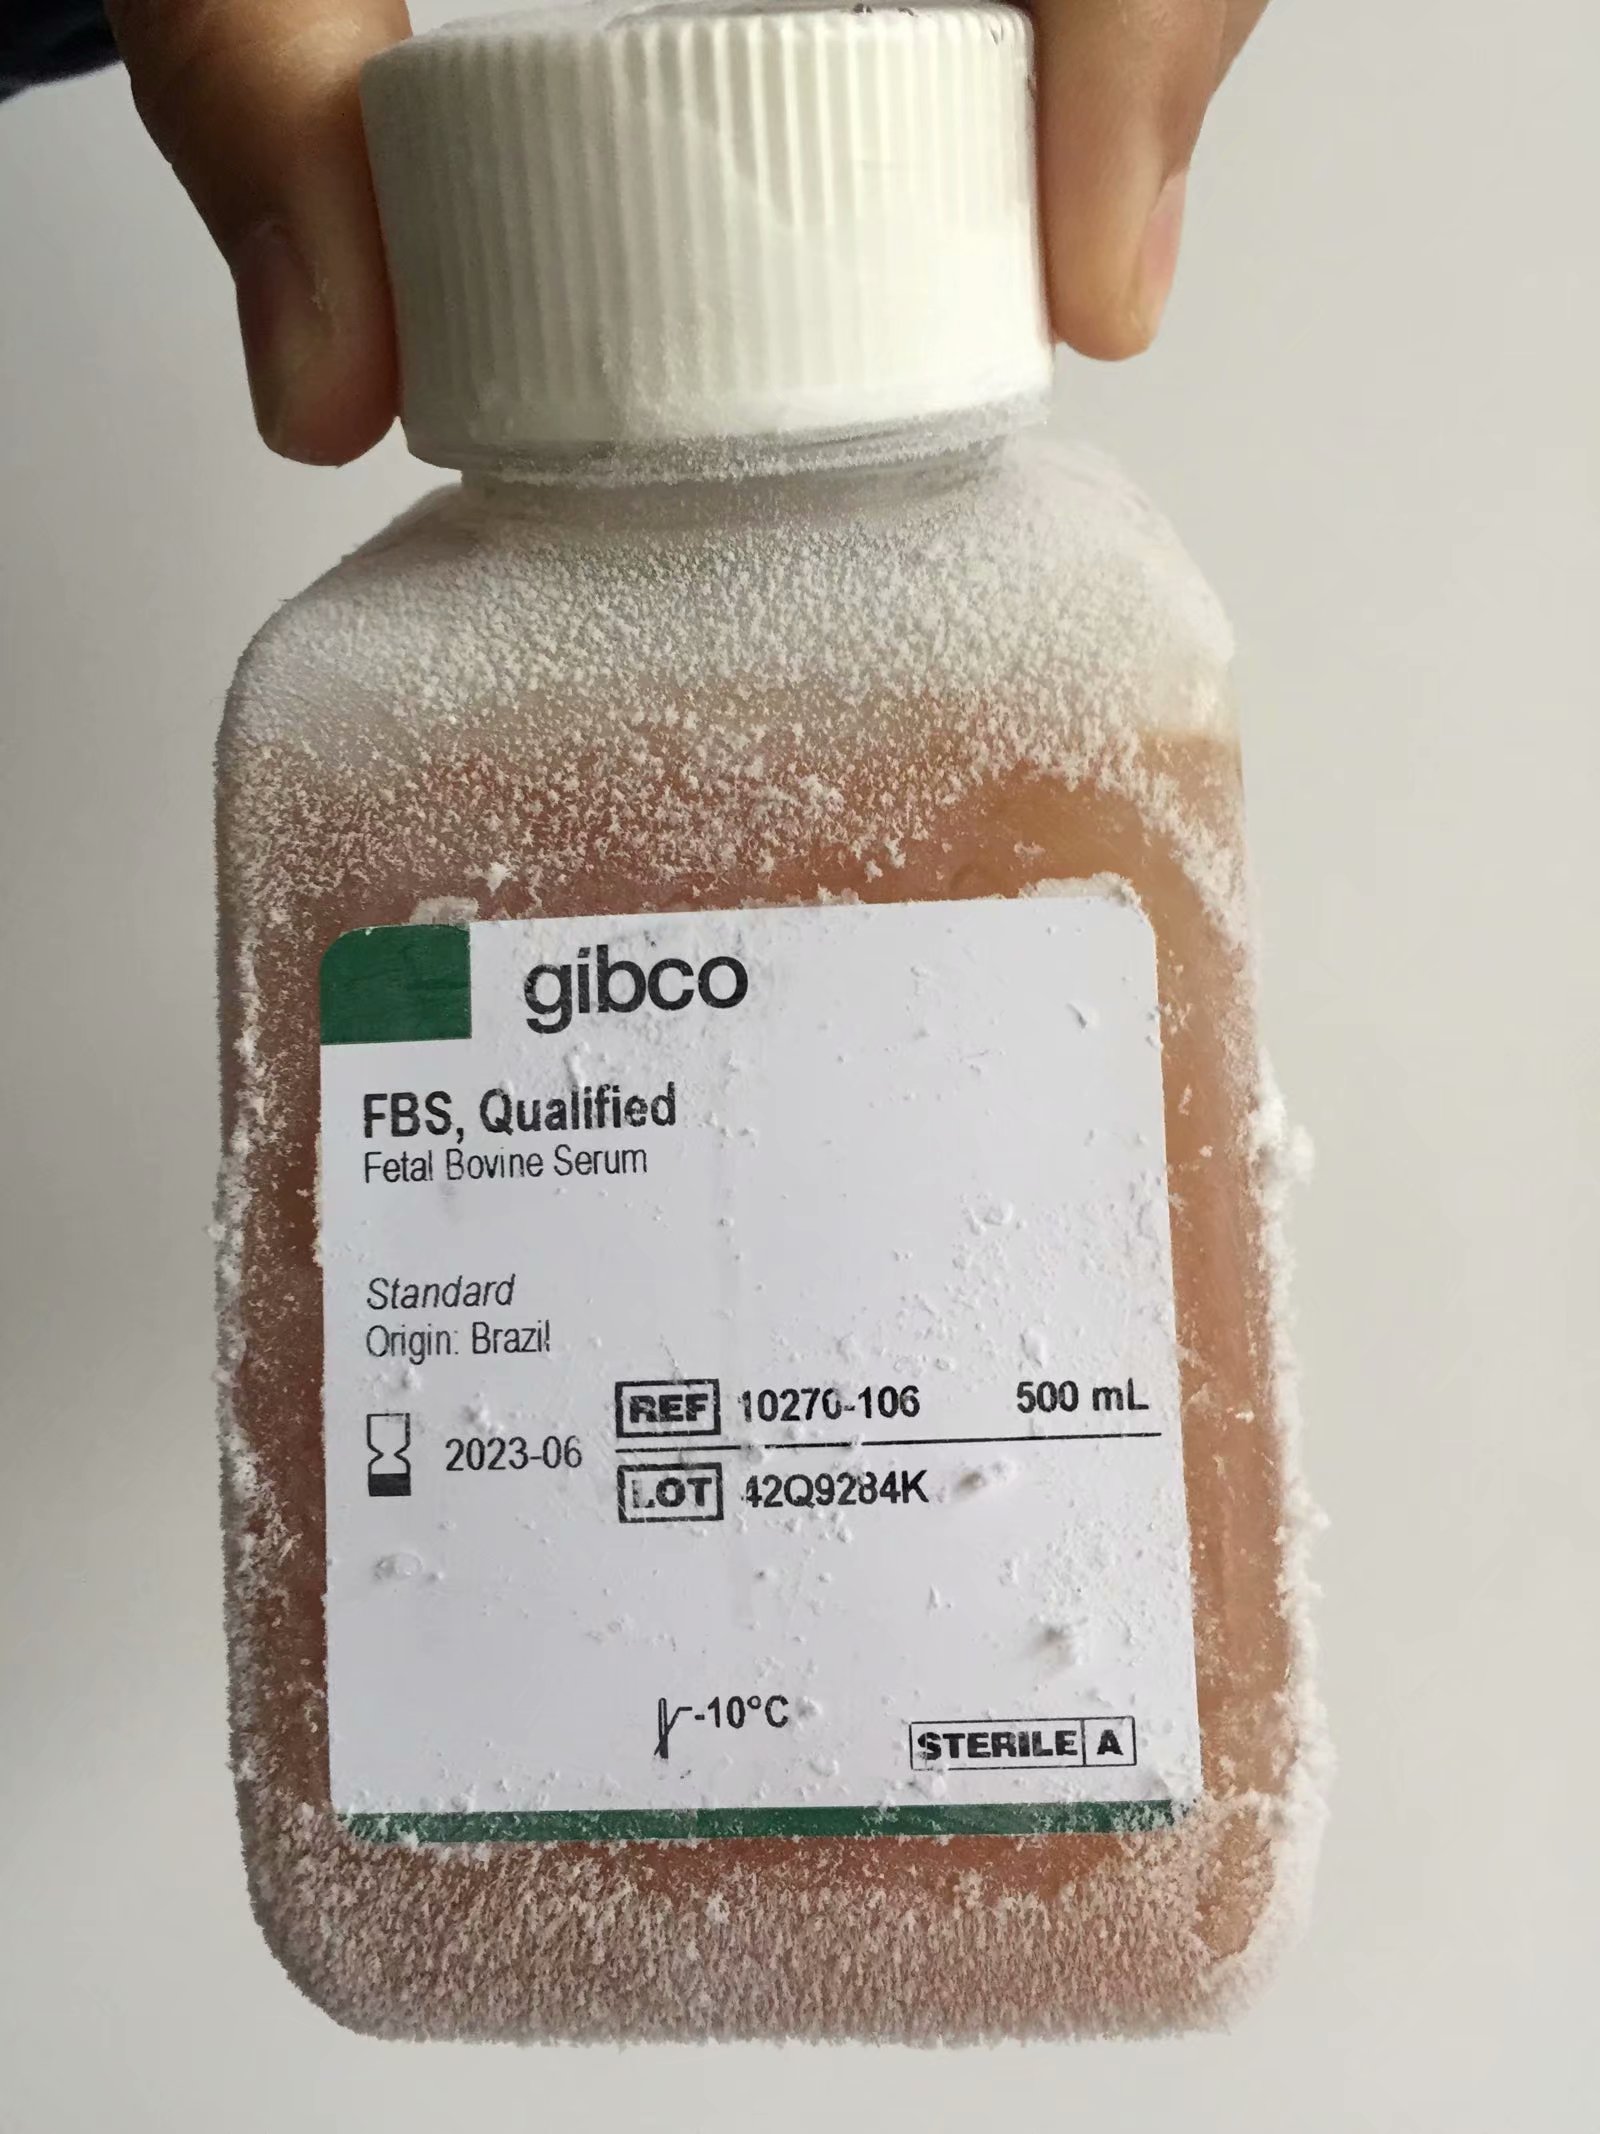 gibco
FBS, Qualified
Fetal Bovine Serum
Standard
Origin: Brazil
REF 10270-106 500 mL
2023-06
LOT 42Q9284K
-10°C
STERILE A